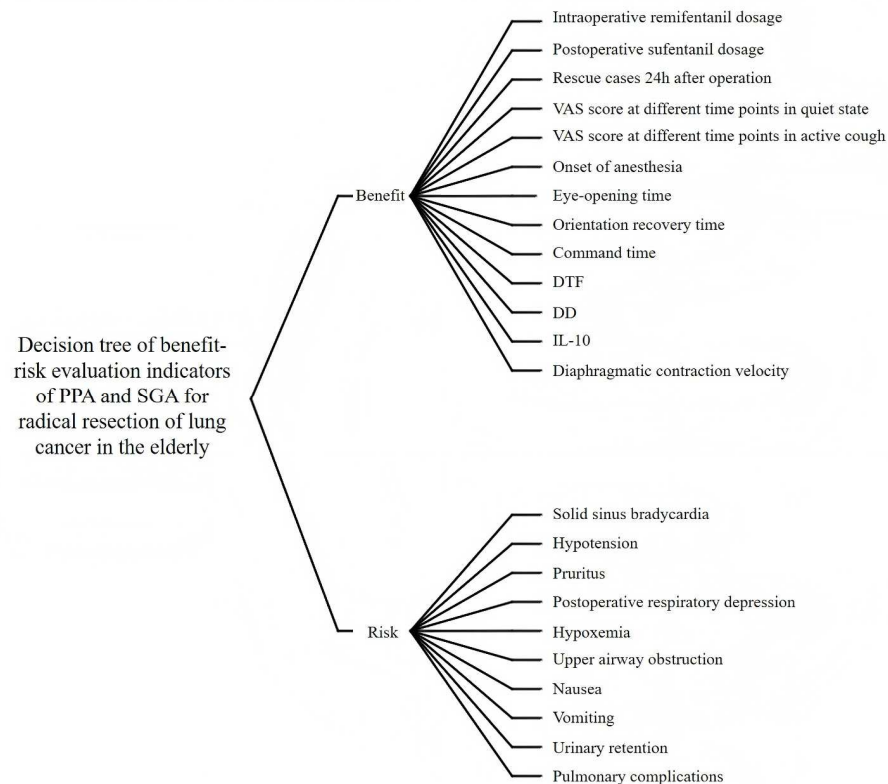 Decision tree of benefit-
risk evaluation indicators
of PPA and SGA for
radical resection of lung
cancer in the elderly
Benefit
Intraoperative remifentanil dosage
Postoperative sufentanil dosage
Rescue cases 24h after operation
VAS score at different time points in quiet state
VAS score at different time points in active cough
Onset of anesthesia
Eye-opening time
Orientation recovery time
Command time
DTF
DD
IL-10
Diaphragmatic contraction velocity
Risk
Solid sinus bradycardia
Hypotension
Pruritus
Postoperative respiratory depression
Hypoxemia
Upper airway obstruction
Nausea
Vomiting
Urinary retention
Pulmonary complications